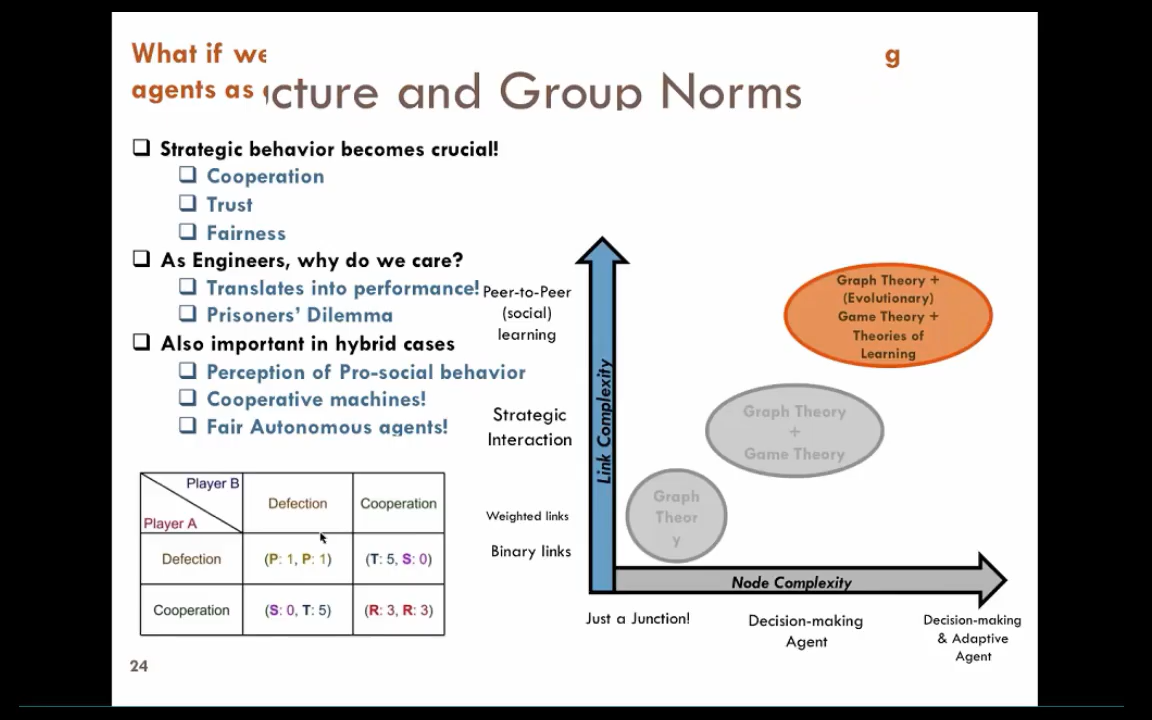 What if we
g
agents as
cture and Group Norms
Strategic behavior becomes crucial!
Cooperation
Trust
Fairness
As Engineers, why do we care?
Translates into performance!
Prisoners' Dilemma
Also important in hybrid cases
Perception of Pro-social behavior
Cooperative machines!
Fair Autonomous agents!
Player B
Player A
Defection
Cooperation
Defection
(P: 1, P: 1)
(T: 5, S: 0)
Cooperation
(S: 0, T: 5)
(R: 3, R: 3)
24
Peer-to-Peer
(social)
learning
Strategic
Interaction
Weighted links
Binary links
Link Complexity
Graph Theory +
(Evolutionary)
Game Theory +
Theories of
Learning
Graph Theory
+
Game Theory
Graph
Theor
y
Node Complexity
Just a Junction!
Decision-making
Agent
Decision-making
& Adaptive
Agent